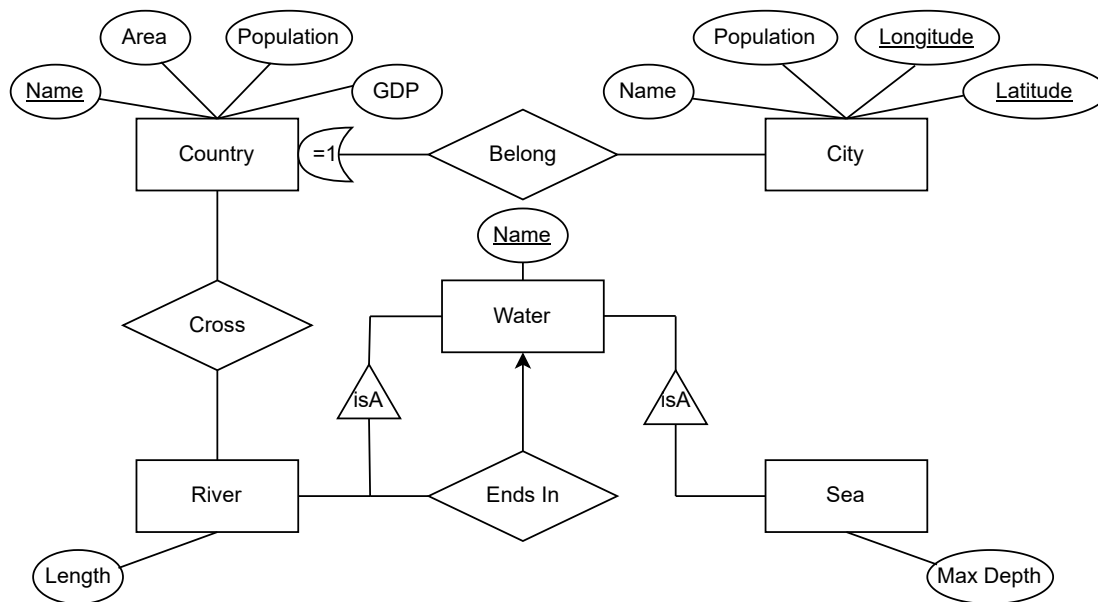 Area
Population
Name
GDP
Country
=1
Belong
Population
Longitude
Name
Latitude
City
Name
Water
Cross
isA
isA
River
Ends In
Sea
Length
Max Depth